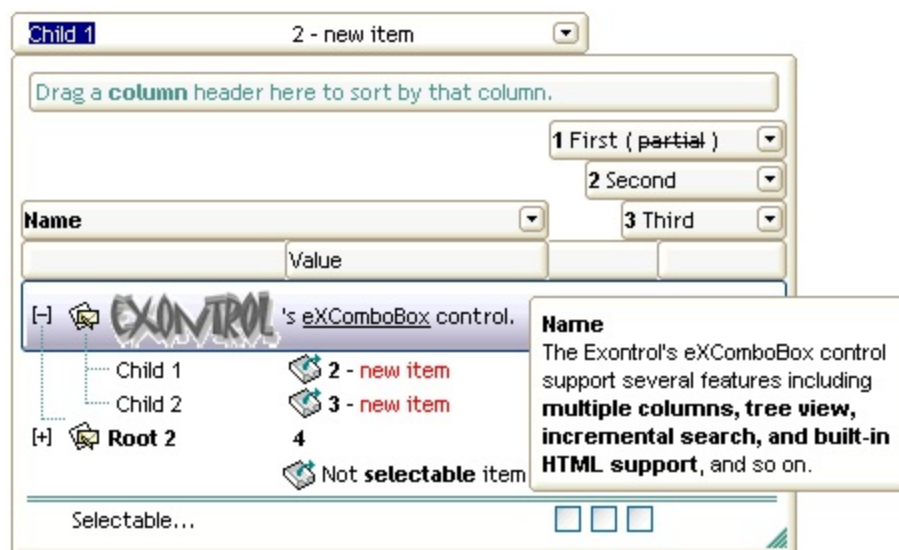 Child 1 2 - new item
Drag a column header here to sort by that column.
1 First ( partial )
2 Second
Name 3 Third
Value
[-] EXONTROL 's eXComboBox control.
Name
The Exontrol's eXComboBox control
support several features including
multiple columns, tree view,
incremental search, and built-in
HTML support, and so on.
Child 1 2 - new item
Child 2 3 - new item
[+] Root 2 4
Not selectable item
Selectable...